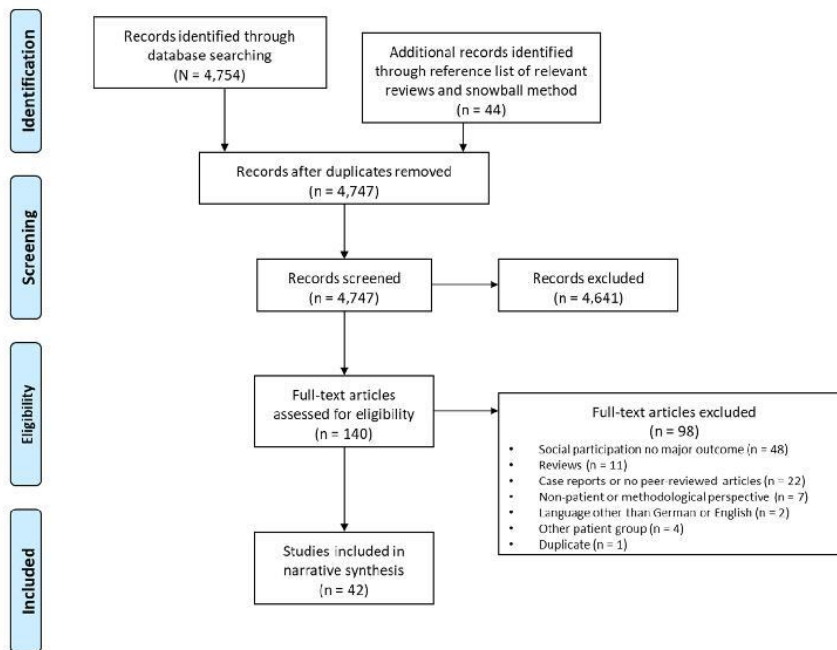 Identification
Records identified through
database searching
(N = 4,754)
Additional records identified
through reference list of relevant
reviews and snowball method
(n = 44)
Records after duplicates removed
(n = 4,747)
Screening
Records screened
(n = 4,747)
Records excluded
(n = 4,641)
Eligibility
Full-text articles
assessed for eligibility
(n = 140)
Full-text articles excluded
(n = 98)
• Social participation no major outcome (n = 48)
• Reviews (n = 11)
• Case reports or no peer-reviewed articles (n = 22)
• Non-patient or methodological perspective (n = 7)
• Language other than German or English (n = 2)
• Other patient group (n = 4)
• Duplicate (n = 1)
Included
Studies included in
narrative synthesis
(n = 42)